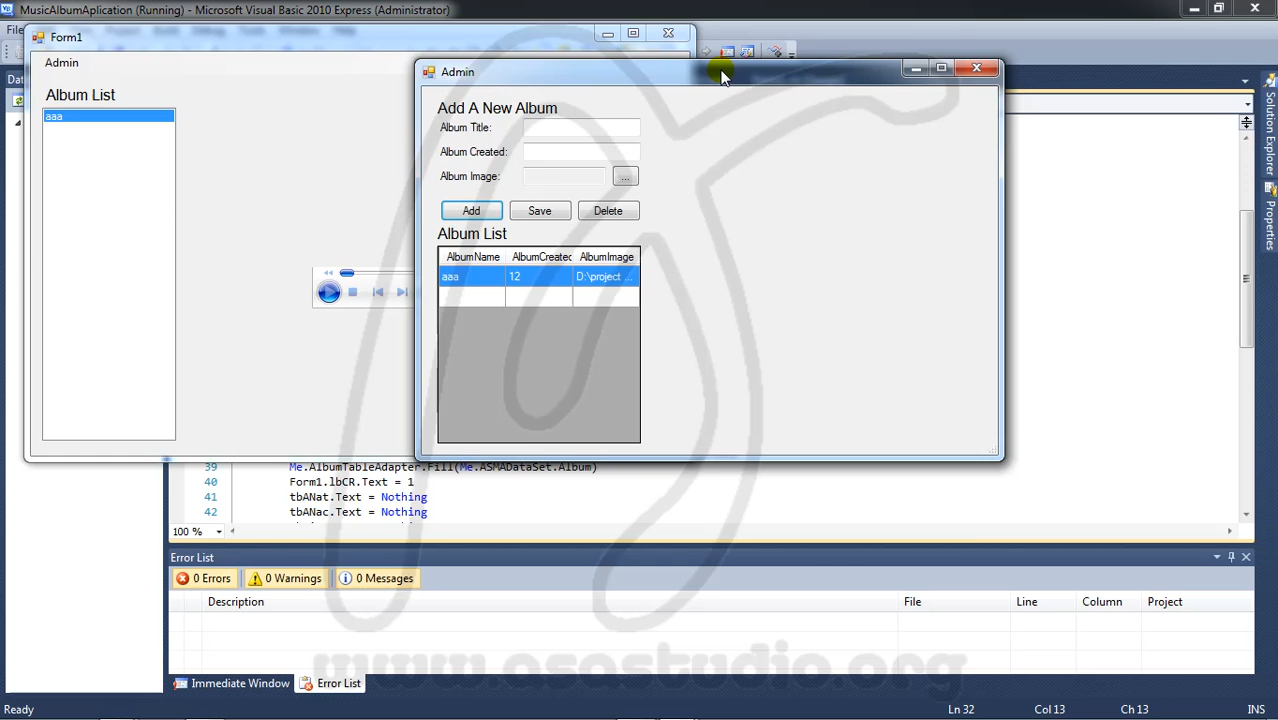 MusicAlbumAplication (Running) - Microsoft Visual Basic 2010 Express (Administrator)
Form1
Admin
Album List
aaa
Admin
Add A New Album
Album Title:
Album Created:
Album Image:
...
Add
Save
Delete
Album List
AlbumName
AlbumCreated
AlbumImage
aaa
12
D:\project ...
Solution Explorer
Properties
39 Me.AlbumTableAdapter.Fill(Me.ASMADataSet.Album)
40 Form1.lbCR.Text = 1
41 tbANat.Text = Nothing
42 tbANac.Text = Nothing
100 %
Error List
0 Errors
0 Warnings
0 Messages
Description
File
Line
Column
Project
www.asastudio.org
Immediate Window
Error List
Ready
Ln 32
Col 13
Ch 13
INS